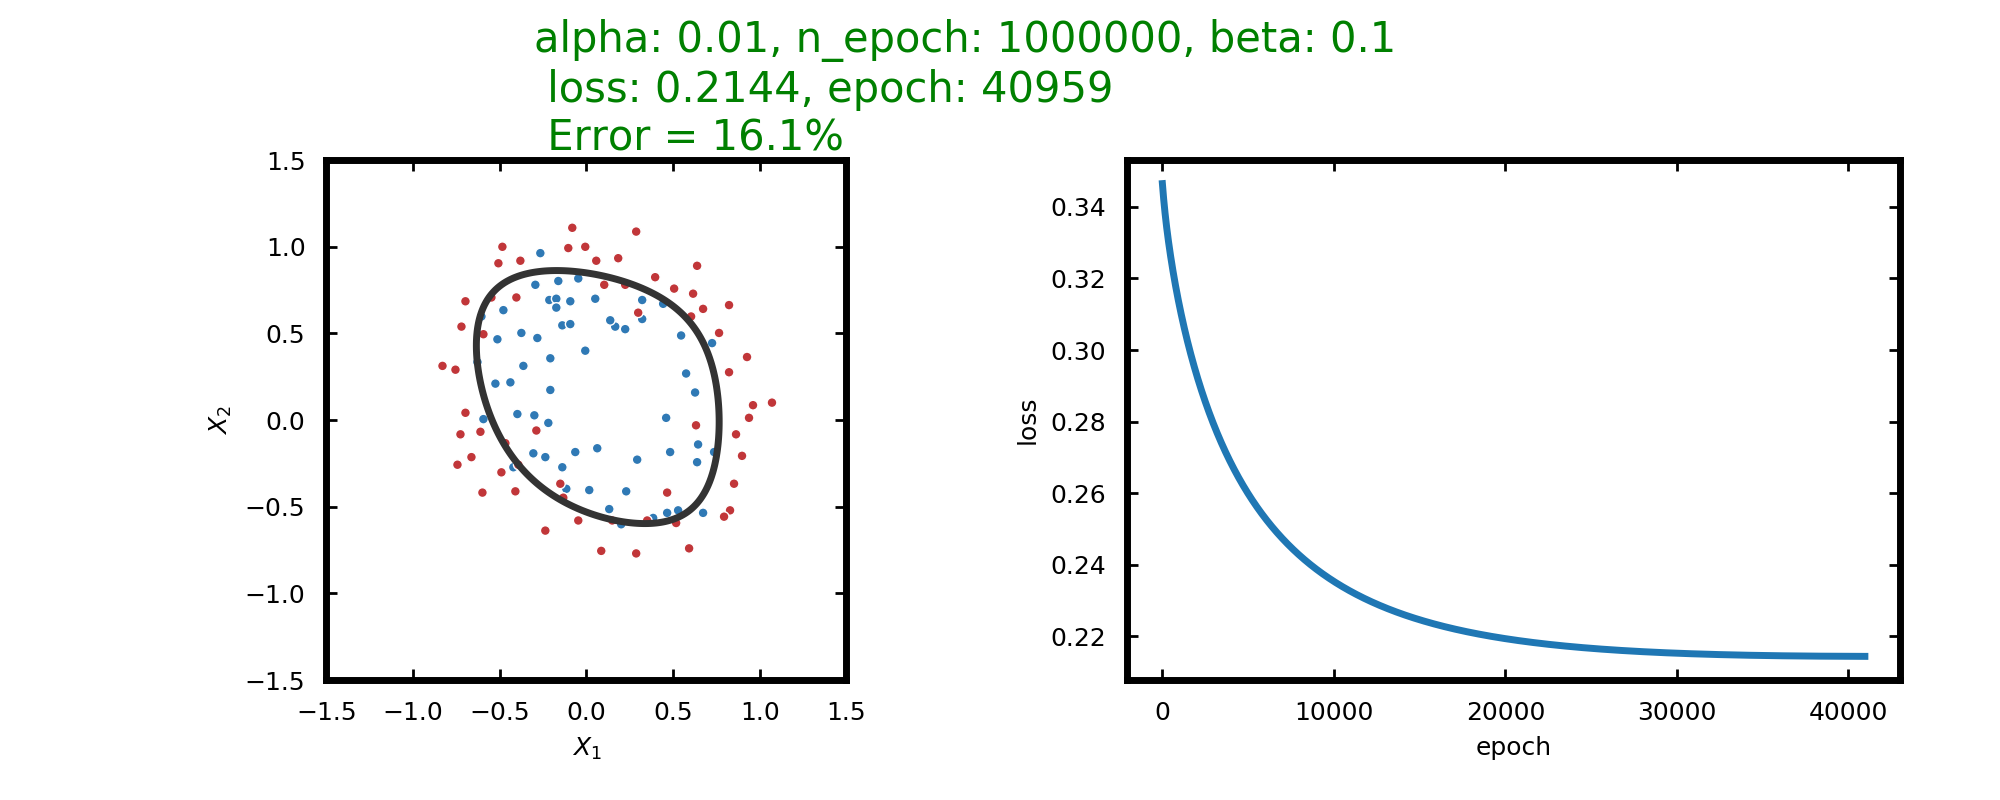 alpha: 0.01, n_epoch: 1000000, beta: 0.1
loss: 0.2144, epoch: 40959
Error = 16.1%
1.5
1.0
0.5
0.0
−0.5
−1.0
−1.5
X₂
−1.5 −1.0 −0.5 0.0 0.5 1.0 1.5
X₁
0.34
0.32
0.30
0.28
0.26
0.24
0.22
loss
0 10000 20000 30000 40000
epoch